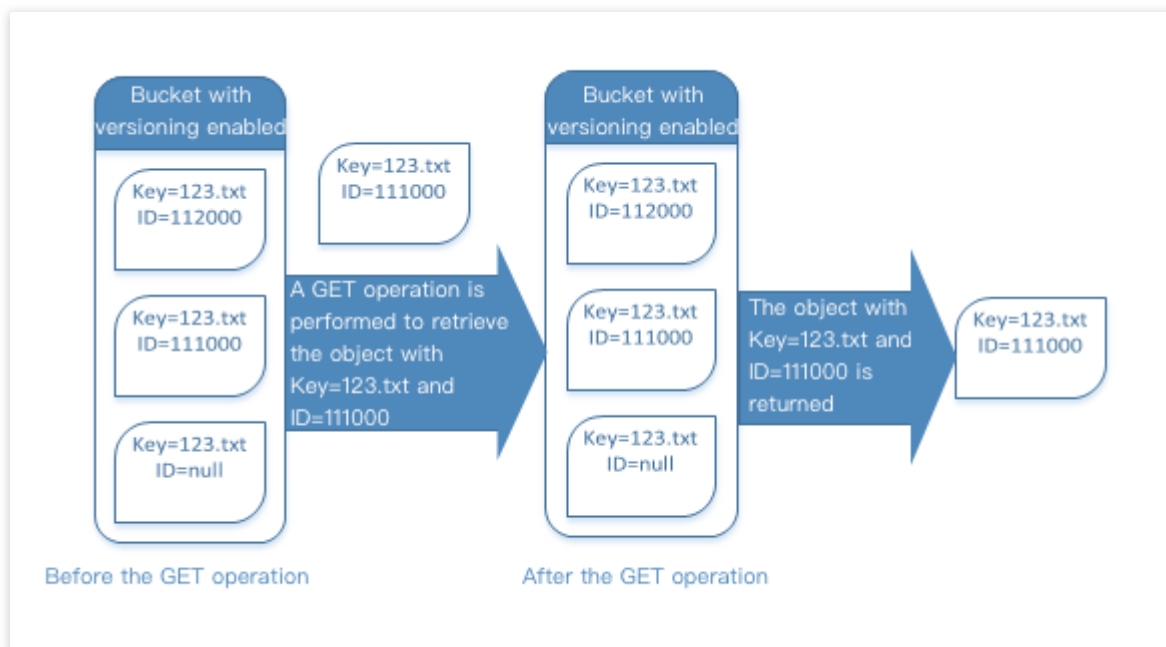 Bucket with
versioning enabled
Key=123.txt
ID=112000
Key=123.txt
ID=111000
Key=123.txt
ID=null
Before the GET operation
Key=123.txt
ID=111000
A GET operation is
performed to retrieve
the object with
Key=123.txt and
ID=111000
Bucket with
versioning enabled
Key=123.txt
ID=112000
Key=123.txt
ID=111000
Key=123.txt
ID=null
After the GET operation
The object with
Key=123.txt and
ID=111000 is
returned
Key=123.txt
ID=111000